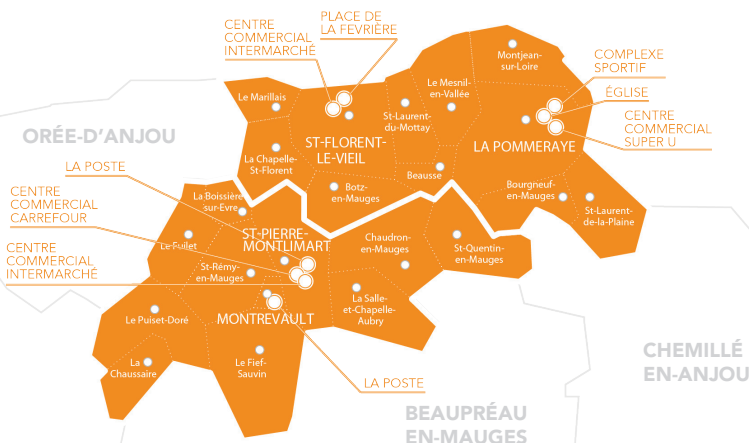 PLACE DE
LA FEVRIÈRE
CENTRE
COMMERCIAL
INTERMARCHÉ
Montjean-
sur-Loire
COMPLEXE
SPORTIF
Le Mesnil-
en-Vallée
ÉGLISE
Le Marillais
St-Laurent-
du-Mottay
CENTRE
COMMERCIAL
SUPER U
ORÉE-D'ANJOU
ST-FLORENT-
LE-VIEIL
LA POMMERAYE
La Chapelle-
St-Florent
LA POSTE
Beausse
Botz-
en-Mauges
Bourgneuf-
en-Mauges
CENTRE
COMMERCIAL
CARREFOUR
La Boissière
sur-Evre
St-Laurent-
de-la-Plaine
ST-PIERRE-
MONTLIMART
Le Fuilet
Chaudron-
en-Mauges
St-Quentin-
en-Mauges
CENTRE
COMMERCIAL
INTERMARCHÉ
St-Rémy-
en-Mauges
La Salle-
et-Chapelle-
Aubry
Le Puiset-Doré
MONTREVAULT
La
Chaussaire
Le Fief-
Sauvin
CHEMILLÉ
EN-ANJOU
LA POSTE
BEAUPRÉAU
EN-MAUGES